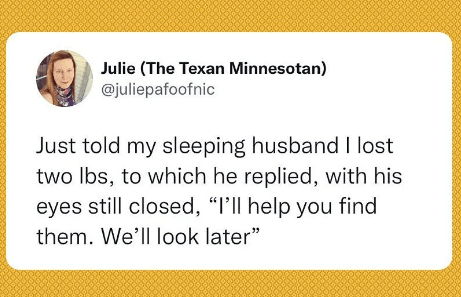 Julie (The Texan Minnesotan)
@juliepafoofnic
Just told my sleeping husband I lost
two lbs, to which he replied, with his
eyes still closed, “I’ll help you find
them. We’ll look later”